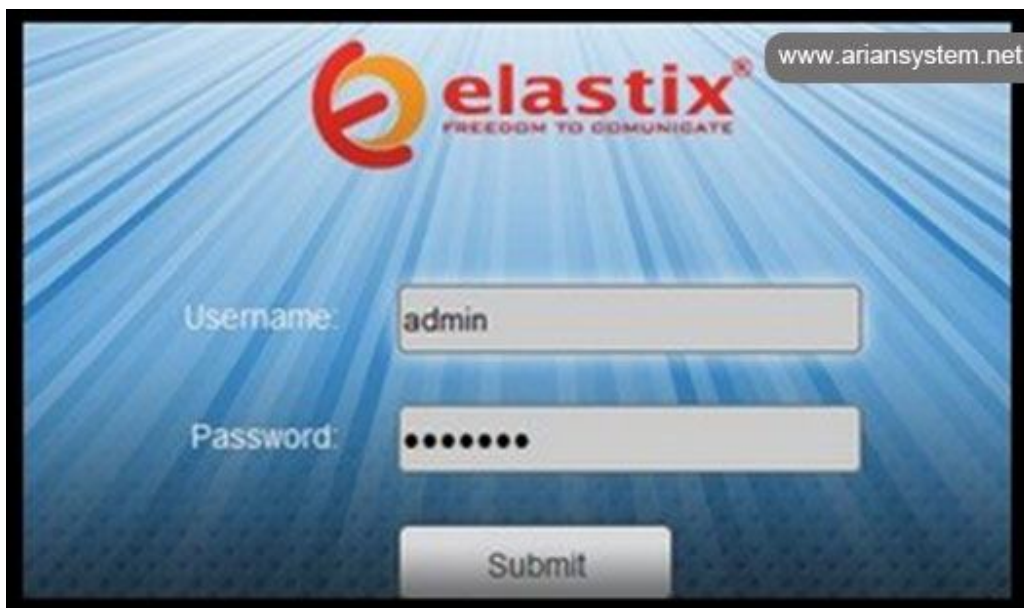 www.ariansystem.net
elastix®
FREEDOM TO COMUNICATE
Username:
admin
Password:
•••••••
Submit